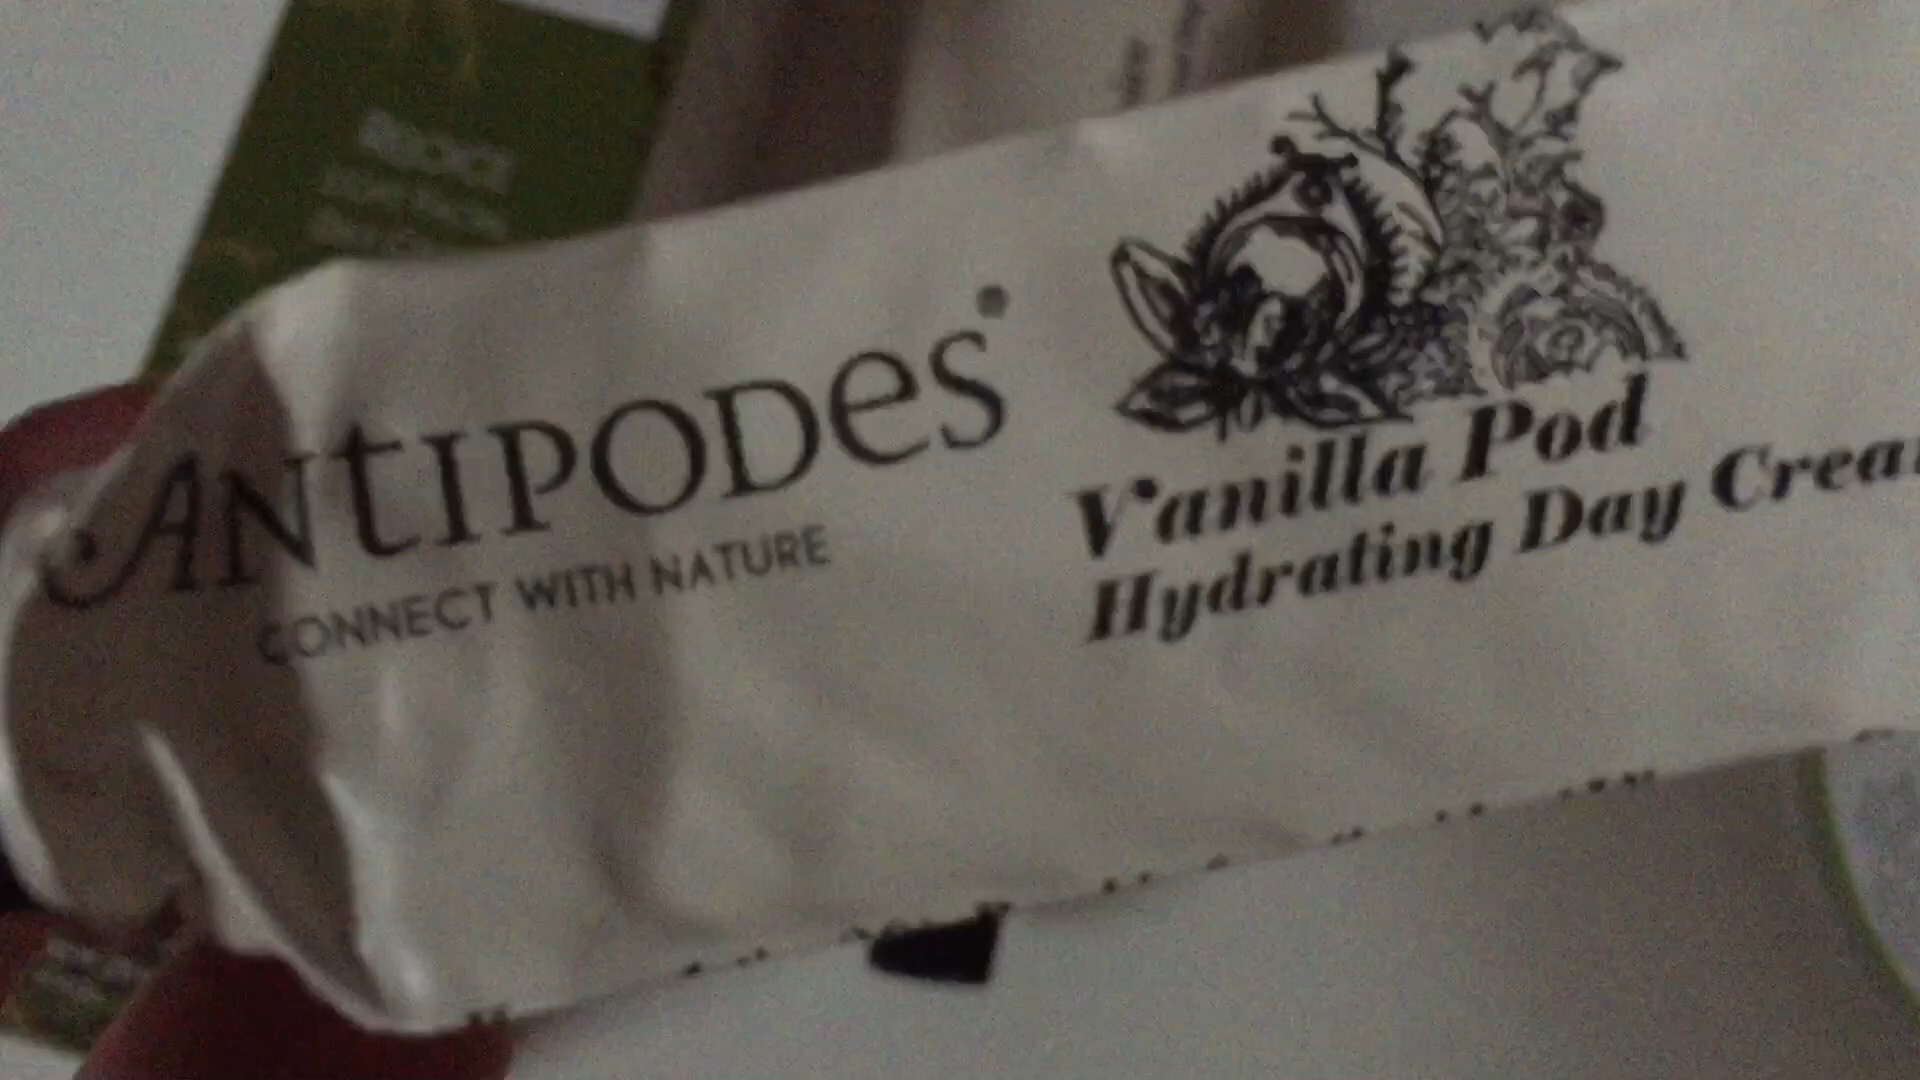 ANtIPODes
CONNECT WITH NATURE
Vanilla Pod
Hydrating Day Crea